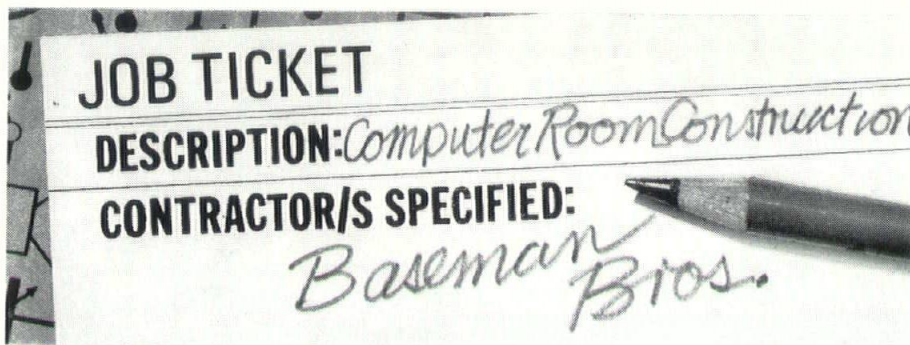 JOB TICKET
DESCRIPTION: Computer Room Construction
CONTRACTOR/S SPECIFIED:
Baseman
Bros.